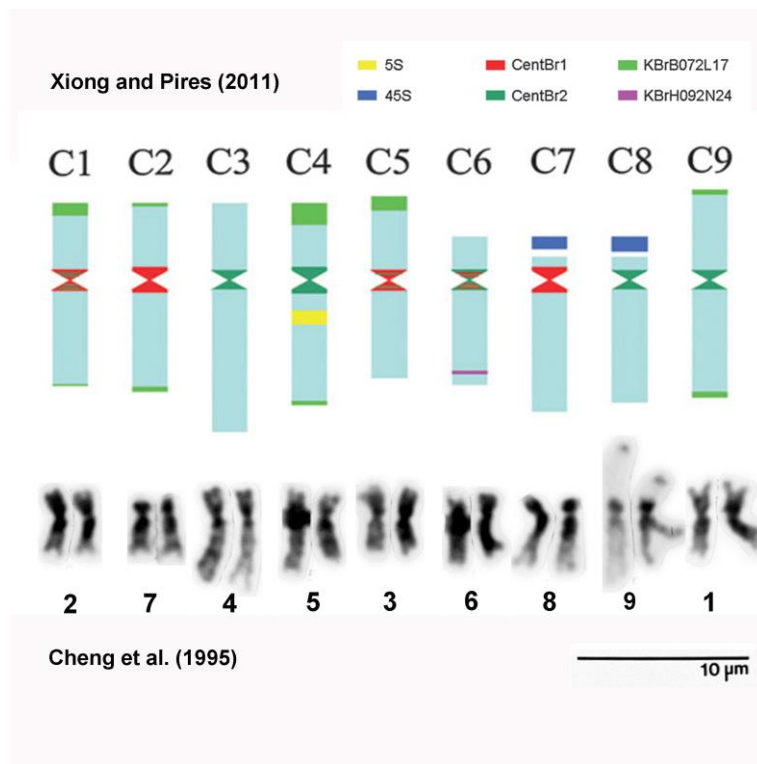 Xiong and Pires (2011)
5S CentBr1 KBrB072L17
45S CentBr2 KBrH092N24
C1 C2 C3 C4 C5 C6 C7 C8 C9
2 7 4 5 3 6 8 9 1
Cheng et al. (1995)
10 μm